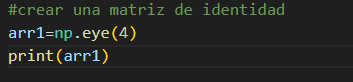 #crear una matriz de identidad
arr1=np.eye(4)
print(arr1)